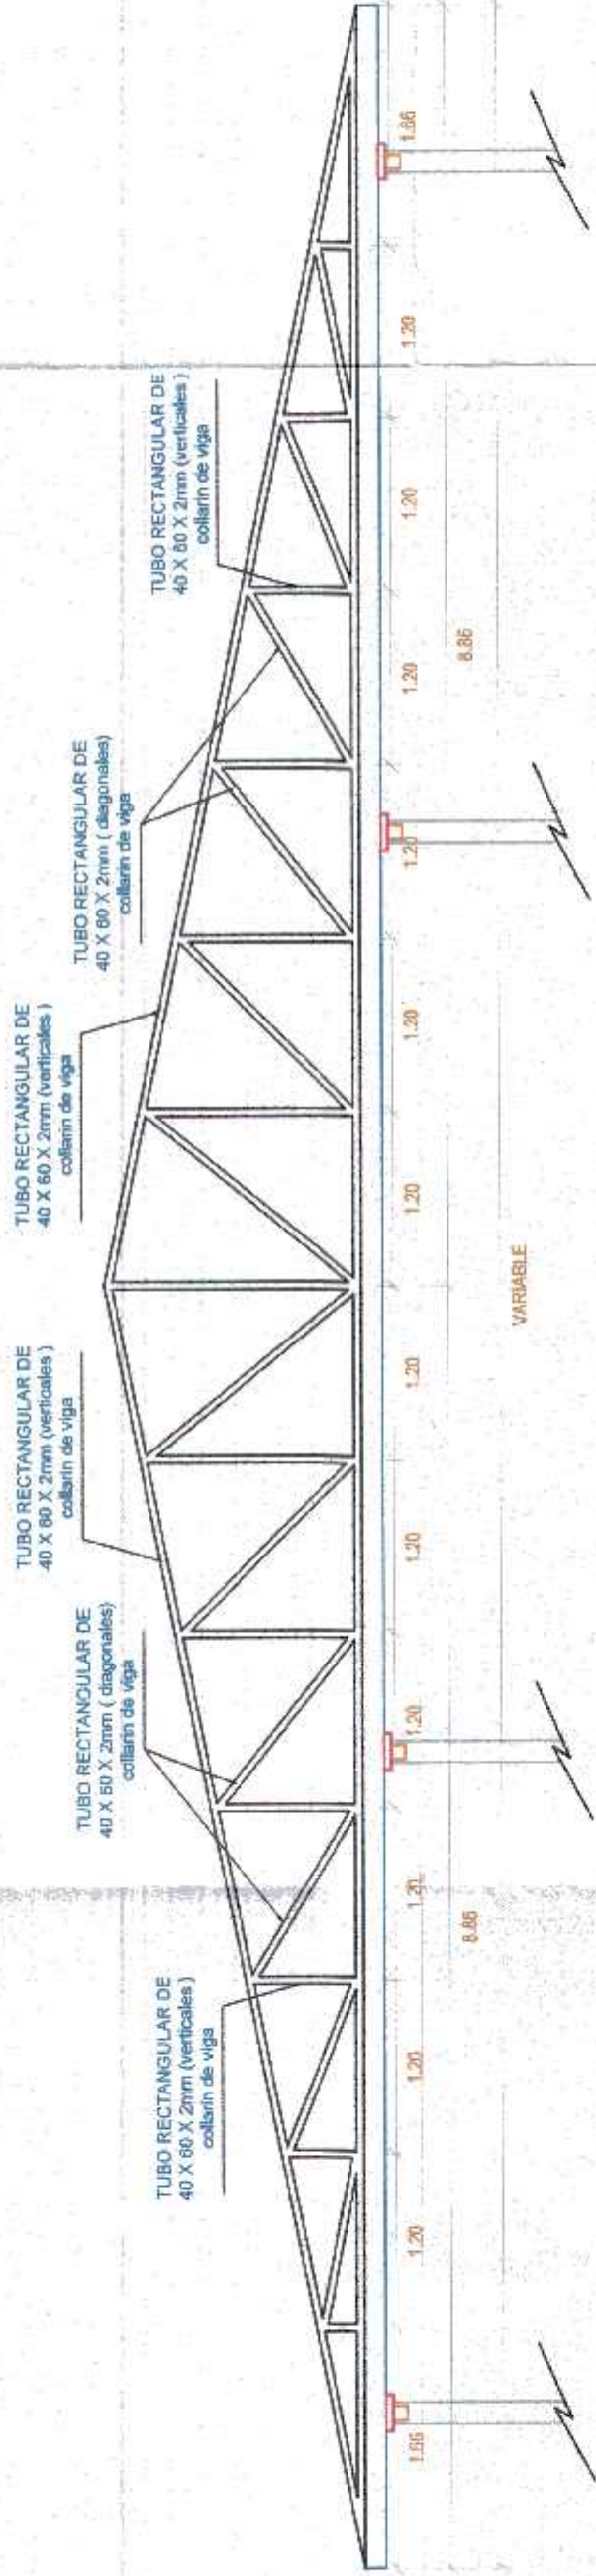 TUBO RECTANGULAR DE
40 X 60 X 2mm (verticales )
collarin de viga
TUBO RECTANGULAR DE
40 X 60 X 2mm ( diagonales)
collarin de viga
TUBO RECTANGULAR DE
40 X 60 X 2mm (verticales )
collarin de viga
TUBO RECTANGULAR DE
40 X 60 X 2mm (verticales )
collarin de viga
TUBO RECTANGULAR DE
40 X 60 X 2mm ( diagonales)
collarin de viga
TUBO RECTANGULAR DE
40 X 60 X 2mm (verticales )
collarin de viga
1.66 1.20 1.20 1.20 1.20 1.20 1.20 1.20 1.20 1.20 1.20 1.20 1.20 1.66
8.86 8.86
VARIABLE